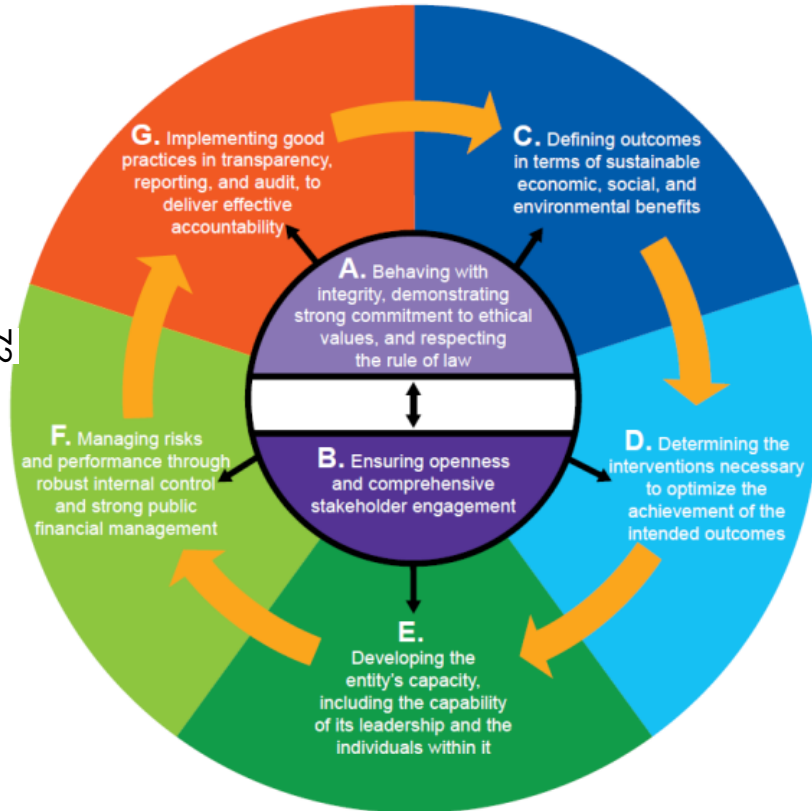 G. Implementing good
practices in transparency,
reporting, and audit, to
deliver effective
accountability
C. Defining outcomes
in terms of sustainable
economic, social, and
environmental benefits
A. Behaving with
integrity, demonstrating
strong commitment to ethical
values, and respecting
the rule of law
F. Managing risks
and performance through
robust internal control
and strong public
financial management
B. Ensuring openness
and comprehensive
stakeholder engagement
D. Determining the
interventions necessary
to optimize the
achievement of the
intended outcomes
E.
Developing the
entity's capacity,
including the capability
of its leadership and the
individuals within it